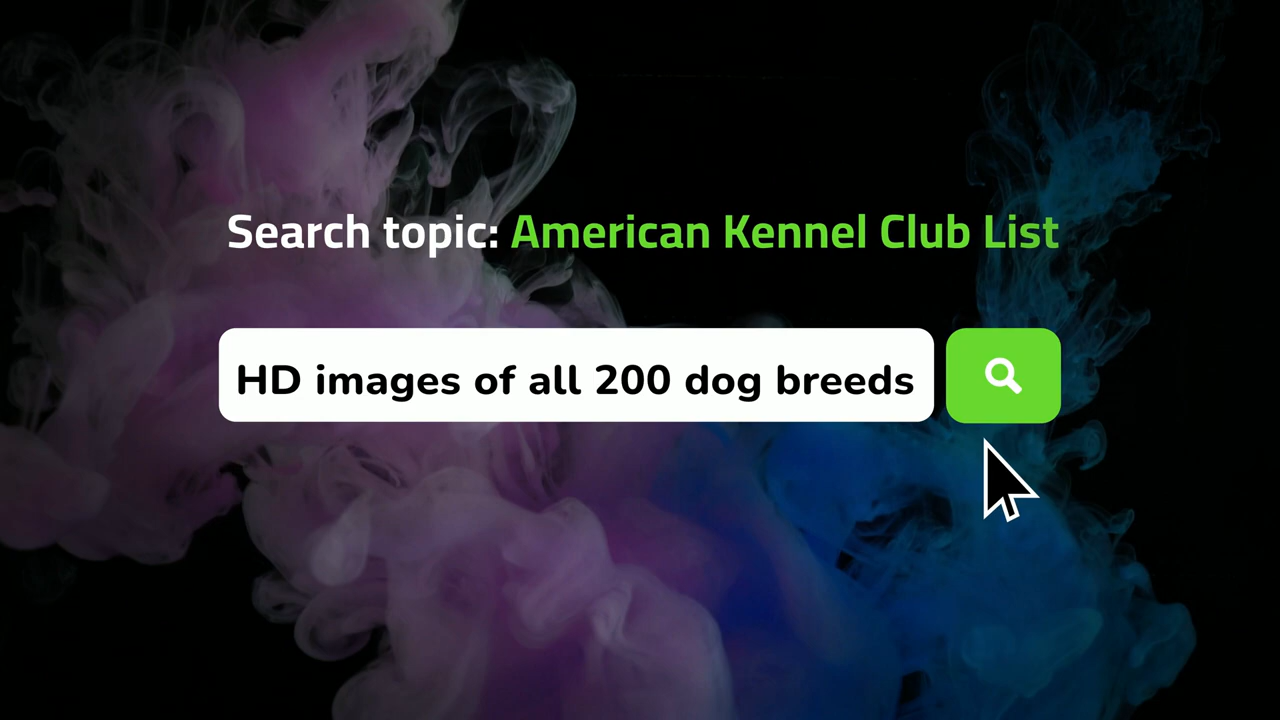 Search topic: American Kennel Club List
HD images of all 200 dog breeds